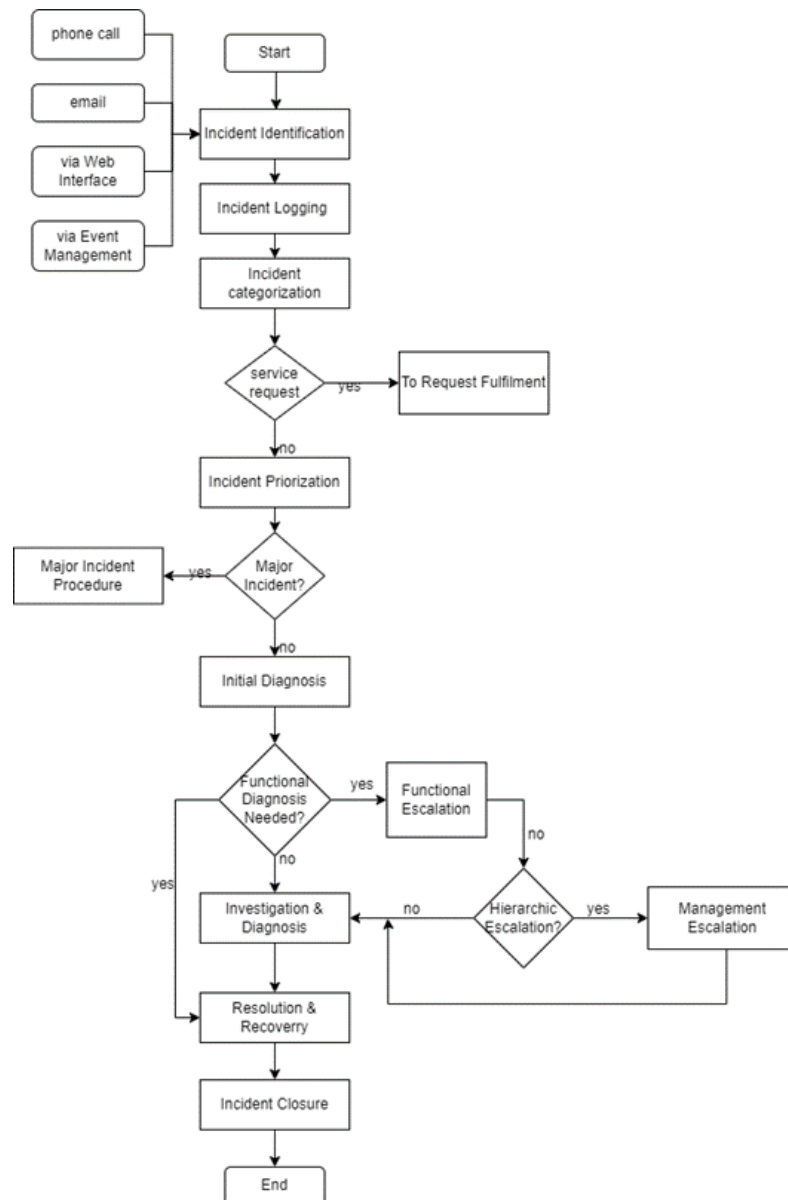 phone call
Start
email
Incident Identification
via Web
Interface
Incident Logging
via Event
Management
Incident
categorization
service
request
yes
To Request Fulfilment
no
Incident Priorization
Major
Incident?
yes
Major Incident
Procedure
no
Initial Diagnosis
Functional
Diagnosis
Needed?
yes
Functional
Escalation
no
yes
no
Investigation &
Diagnosis
no
Hierarchic
Escalation?
yes
Management
Escalation
Resolution &
Recoverry
Incident Closure
End